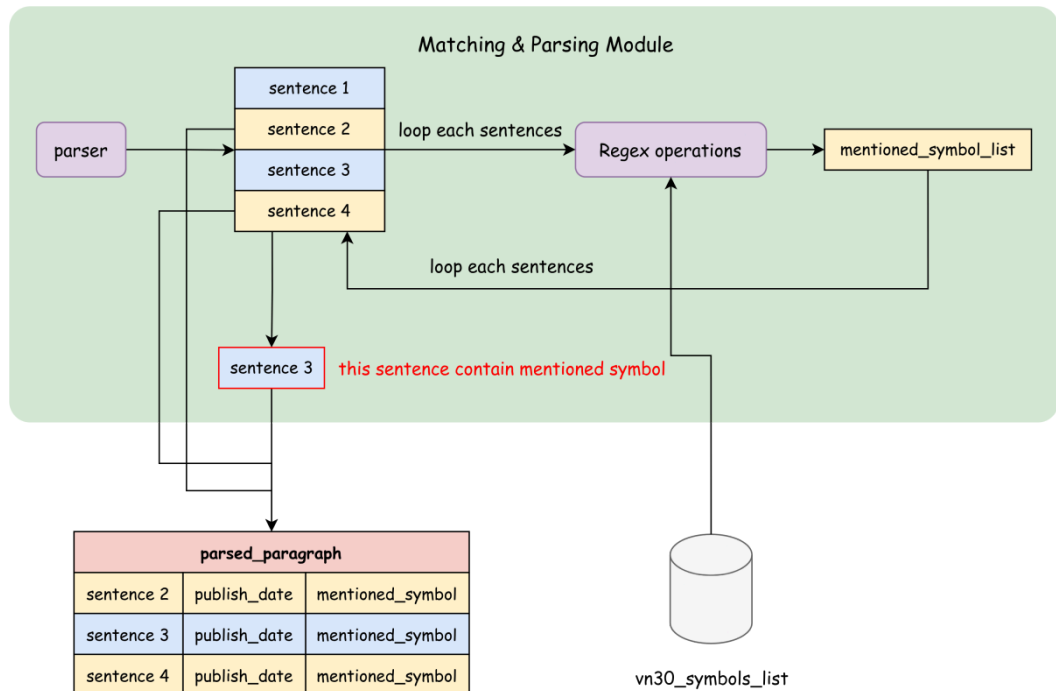 Matching & Parsing Module
sentence 1
sentence 2
sentence 3
sentence 4
parser
loop each sentences
Regex operations
mentioned_symbol_list
loop each sentences
sentence 3
this sentence contain mentioned symbol
parsed_paragraph
sentence 2 publish_date mentioned_symbol
sentence 3 publish_date mentioned_symbol
sentence 4 publish_date mentioned_symbol
vn30_symbols_list